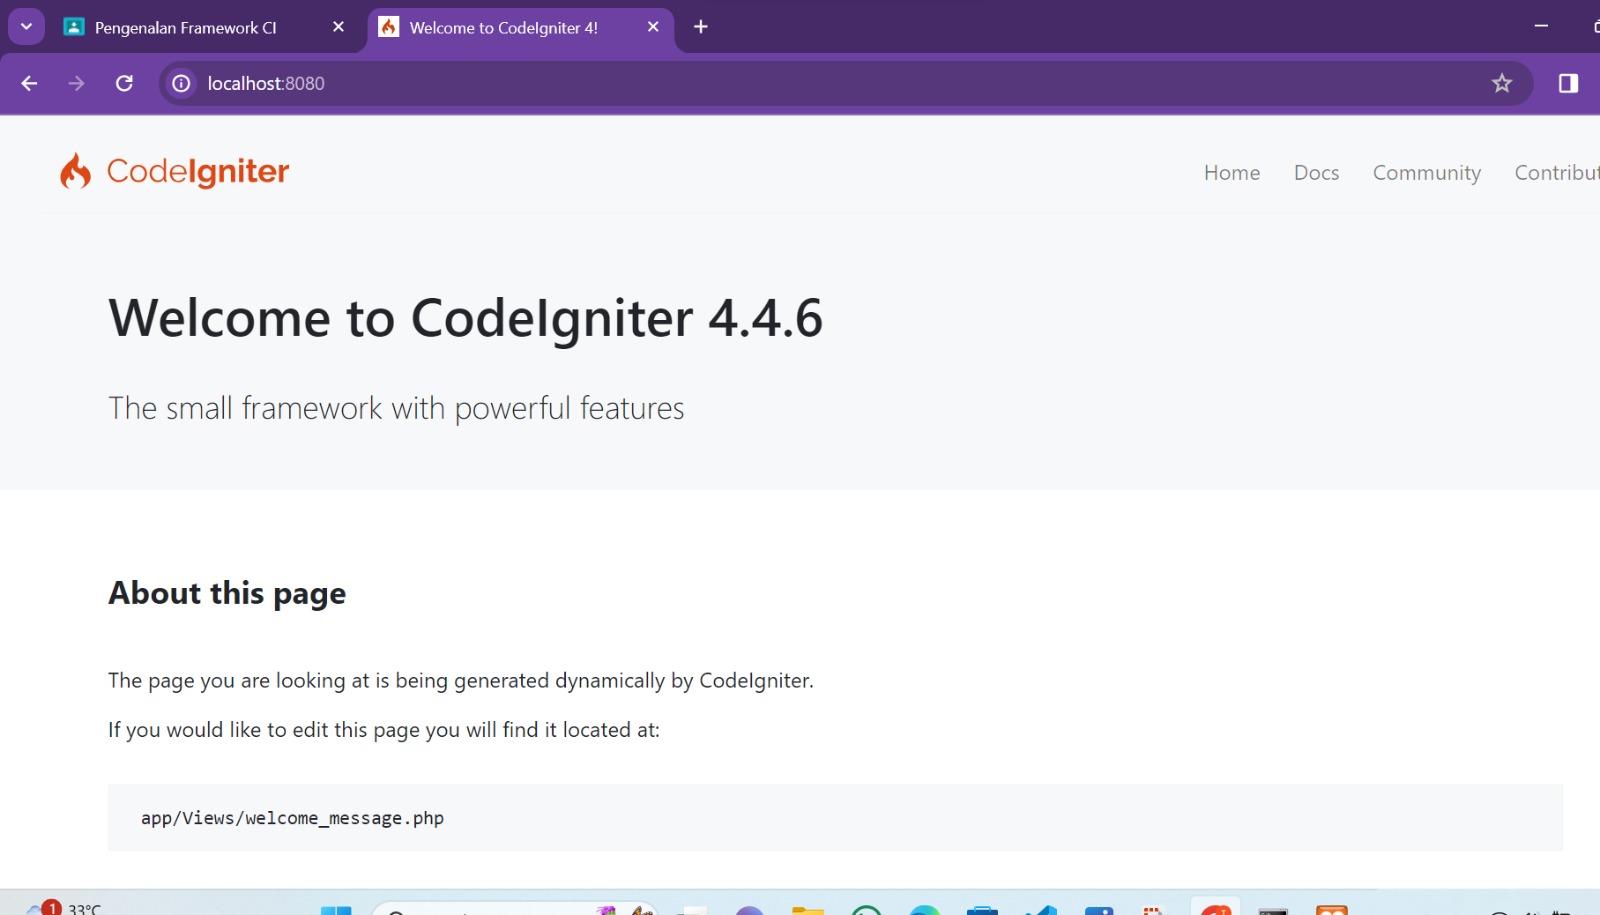 Pengenalan Framework CI
Welcome to CodeIgniter 4!
localhost:8080
CodeIgniter
Home Docs Community Contribut
Welcome to CodeIgniter 4.4.6
The small framework with powerful features
About this page
The page you are looking at is being generated dynamically by CodeIgniter.
If you would like to edit this page you will find it located at:
app/Views/welcome_message.php
1
33°C